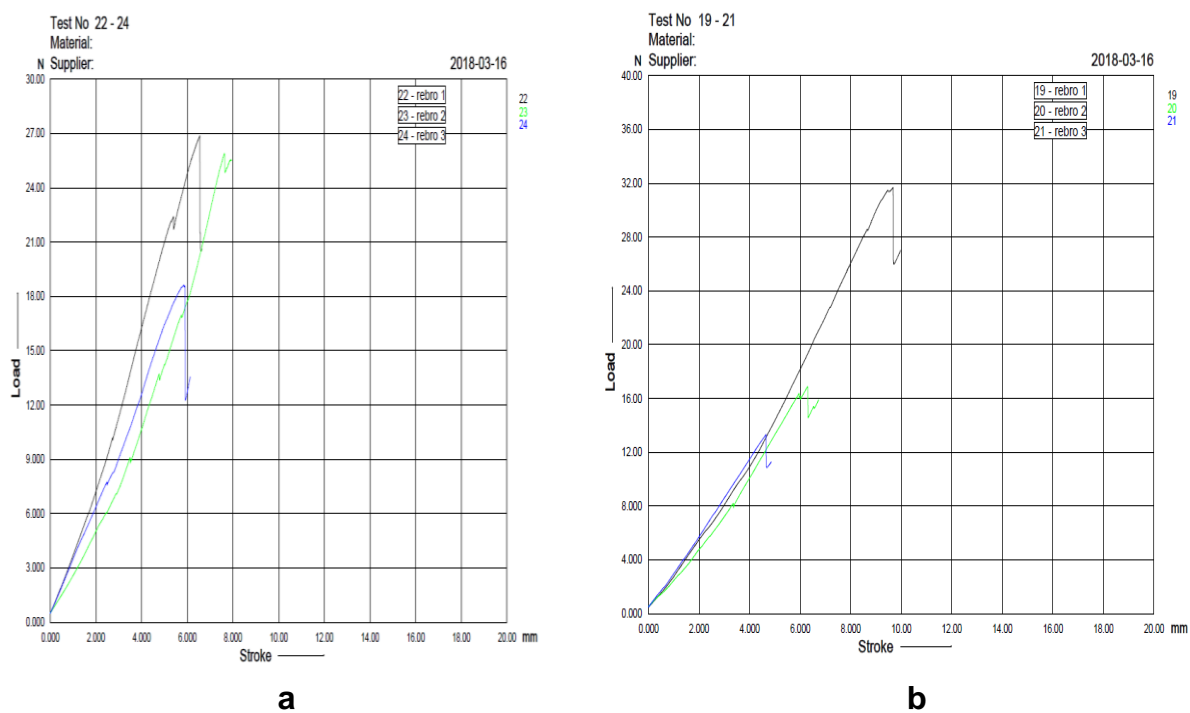 Test No 22 - 24
Material:
N Supplier: 2018-03-16
30.00
27.00
24.00
21.00
18.00
15.00
12.00
9.000
6.000
3.000
0.000
Load
22 - rebro 1
23 - rebro 2
24 - rebro 3
22
23
24
0.000 2.000 4.000 6.000 8.000 10.00 12.00 14.00 16.00 18.00 20.00 mm
Stroke
a
Test No 19 - 21
Material:
N Supplier: 2018-03-16
40.00
36.00
32.00
28.00
24.00
20.00
16.00
12.00
8.000
4.000
0.000
Load
19 - rebro 1
20 - rebro 2
21 - rebro 3
19
20
21
0.000 2.000 4.000 6.000 8.000 10.00 12.00 14.00 16.00 18.00 20.00 mm
Stroke
b